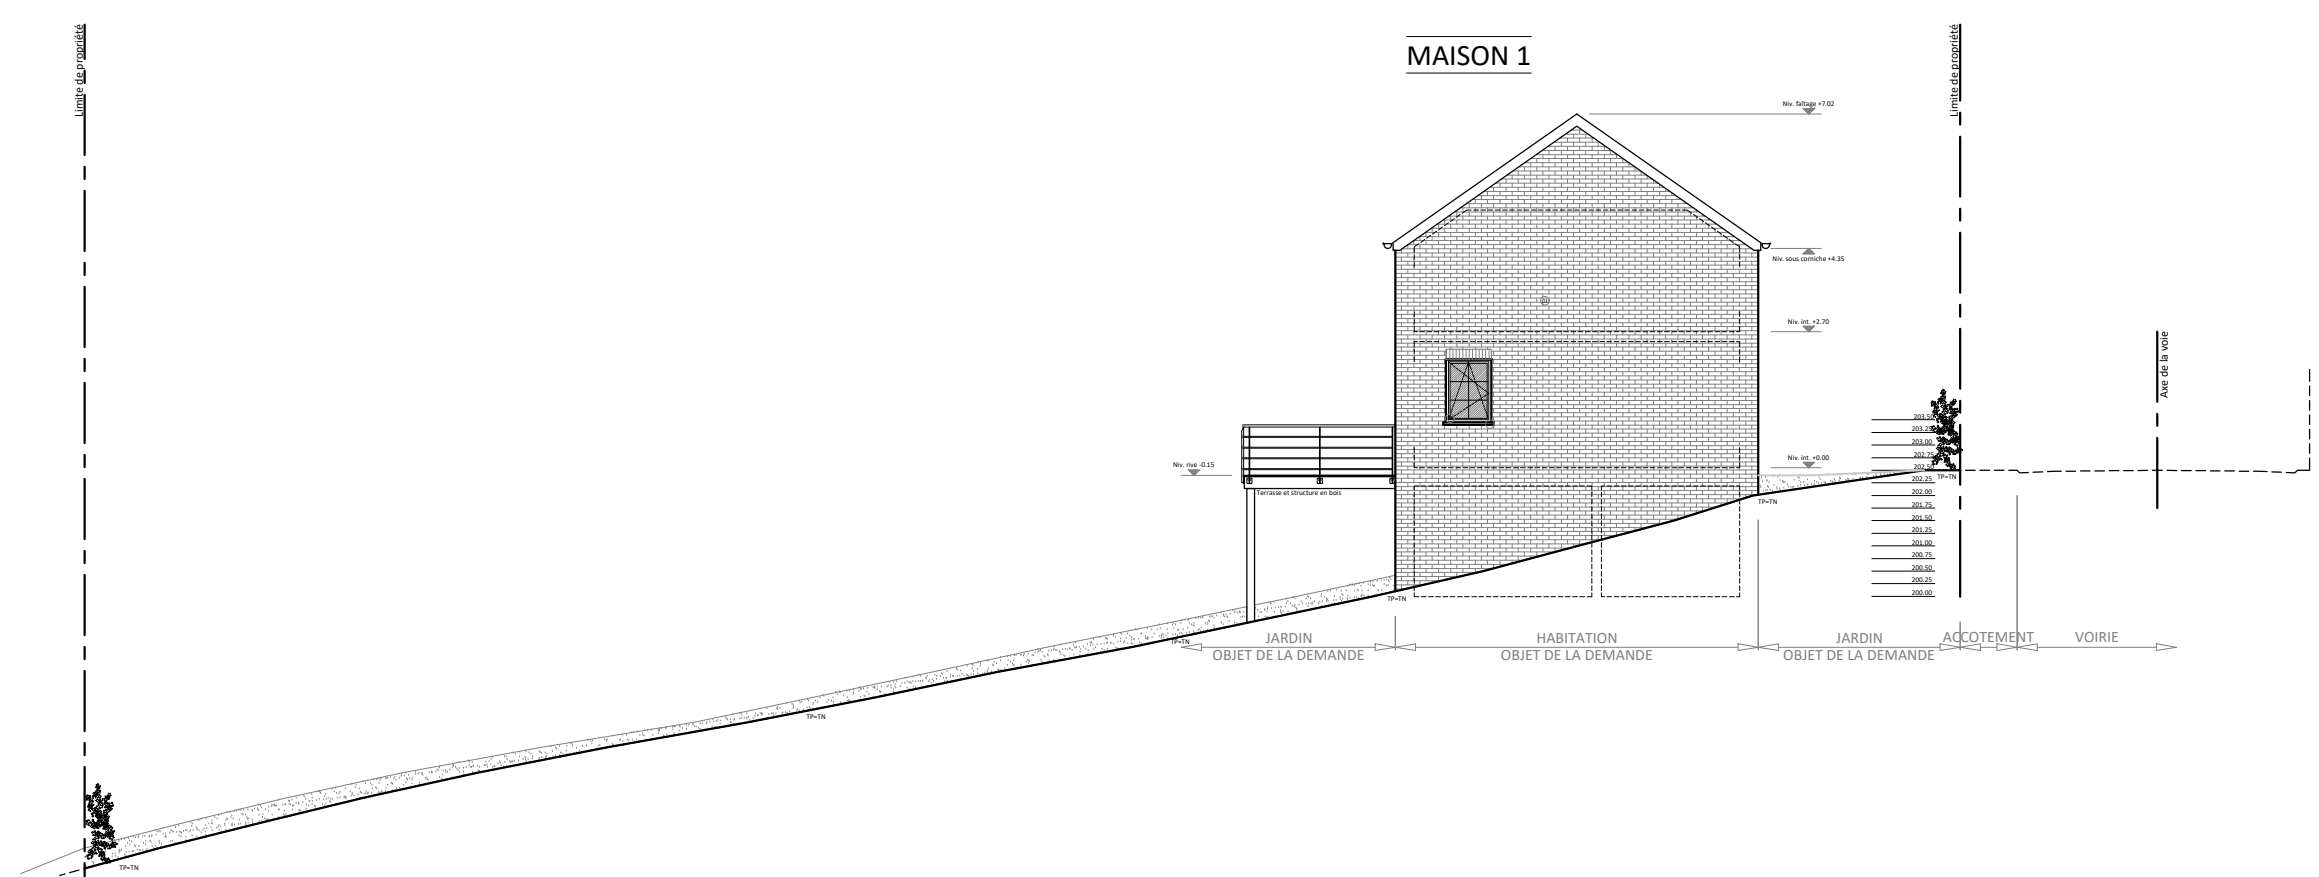 Limite de propriété
MAISON 1
Limite de propriété
Niv. faîtage +7.02
Niv. sous corniche +4.35
Niv. int. +2.70
Axe de la voie
203.50
203.25
203.00
202.75
202.50
202.25
202.00
201.75
201.50
201.25
201.00
200.75
200.50
200.25
200.00
Niv. rive -0.15
Niv. int. +0.00
Terrasse et structure en bois
TP=TN
TP=TN
TP=TN
TP=TN
JARDIN
OBJET DE LA DEMANDE
HABITATION
OBJET DE LA DEMANDE
JARDIN
OBJET DE LA DEMANDE
ACCOTEMENT
VOIRIE
TP=TN
TP=TN